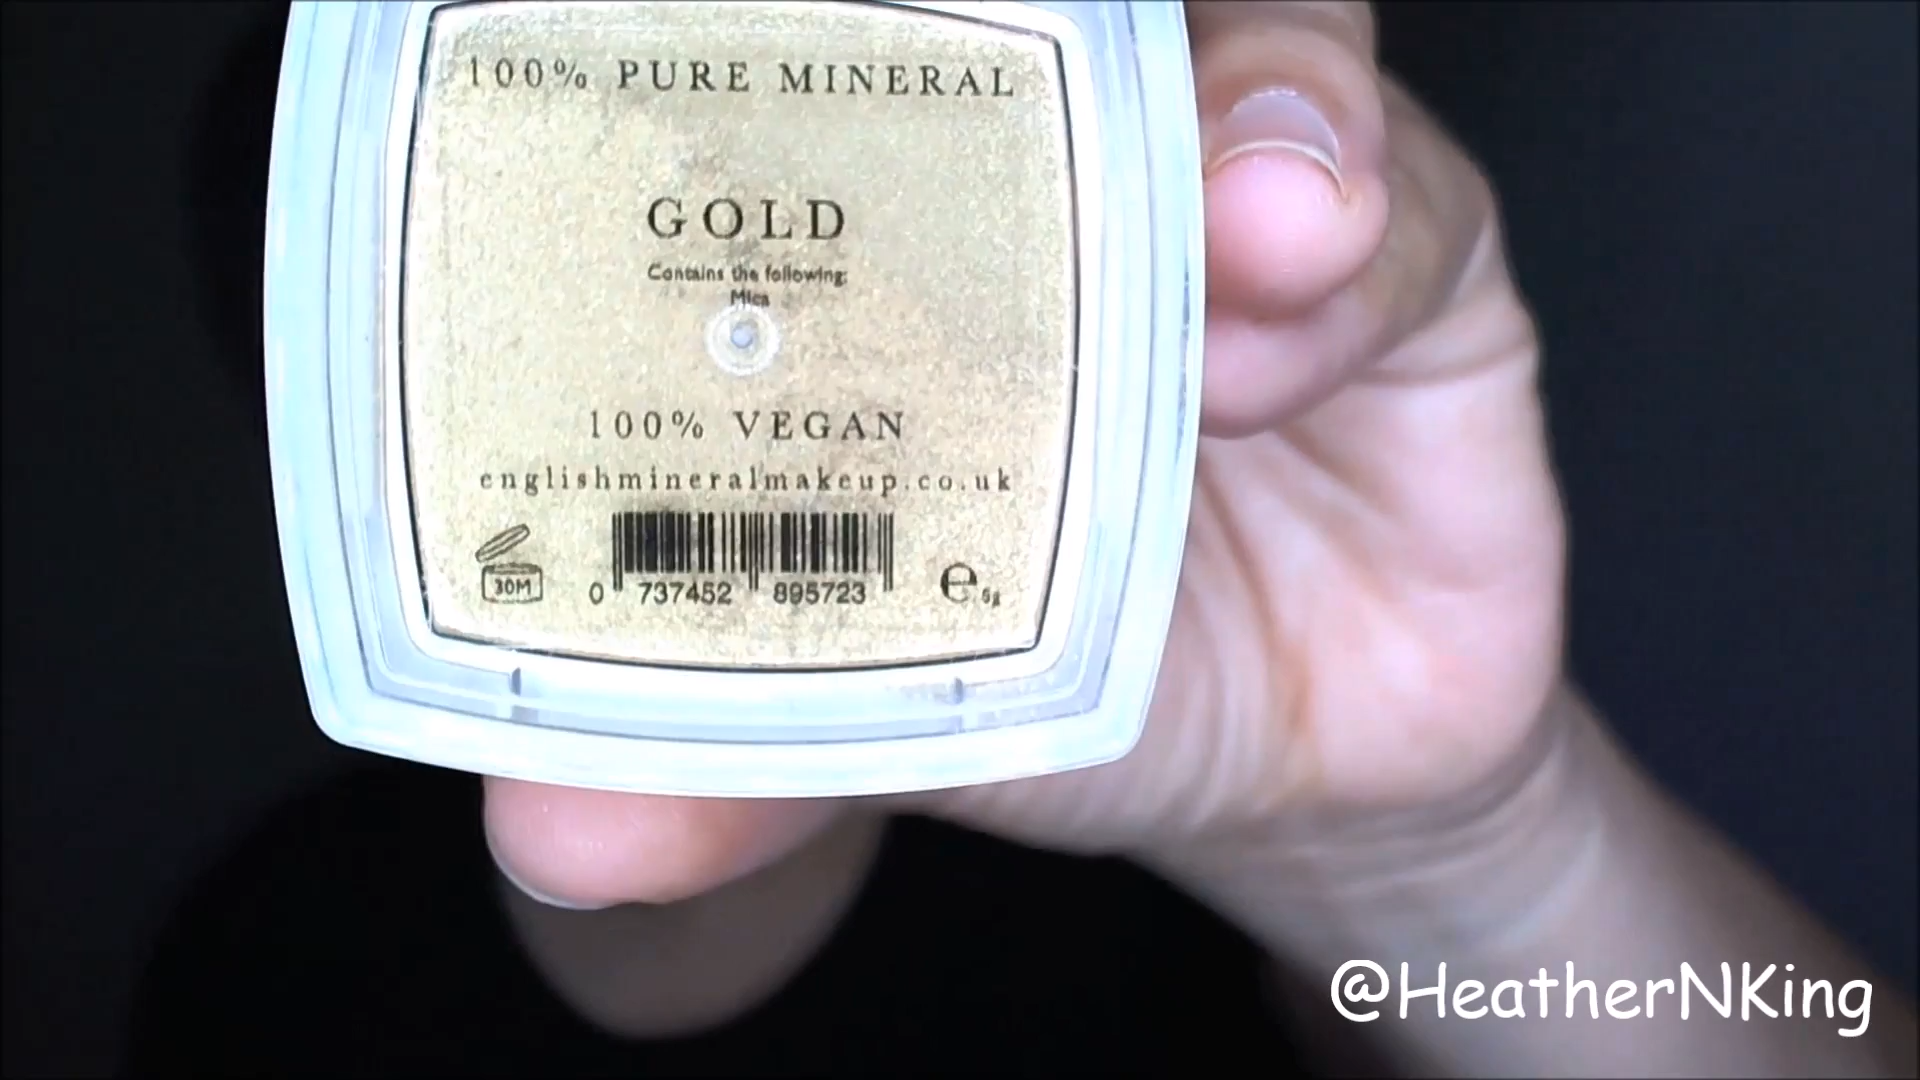 100% PURE MINERAL
GOLD
Contains the following:
Mica
100% VEGAN
englishmineralmakeup.co.uk
30M
0 737452 895723
e
@HeatherNKing